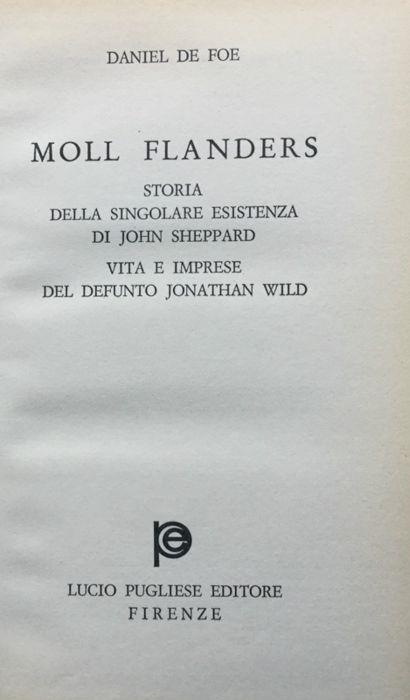 DANIEL DE FOE
MOLL FLANDERS
STORIA
DELLA SINGOLARE ESISTENZA
DI JOHN SHEPPARD
VITA E IMPRESE
DEL DEFUNTO JONATHAN WILD
pe
LUCIO PUGLIESE EDITORE
FIRENZE